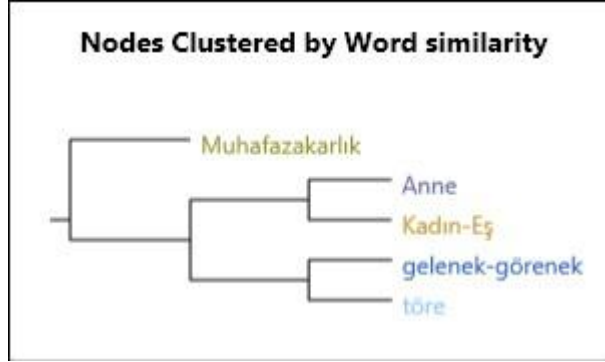 Nodes Clustered by Word similarity
Muhafazakarlık
Anne
Kadın-Eş
gelenek-görenek
töre